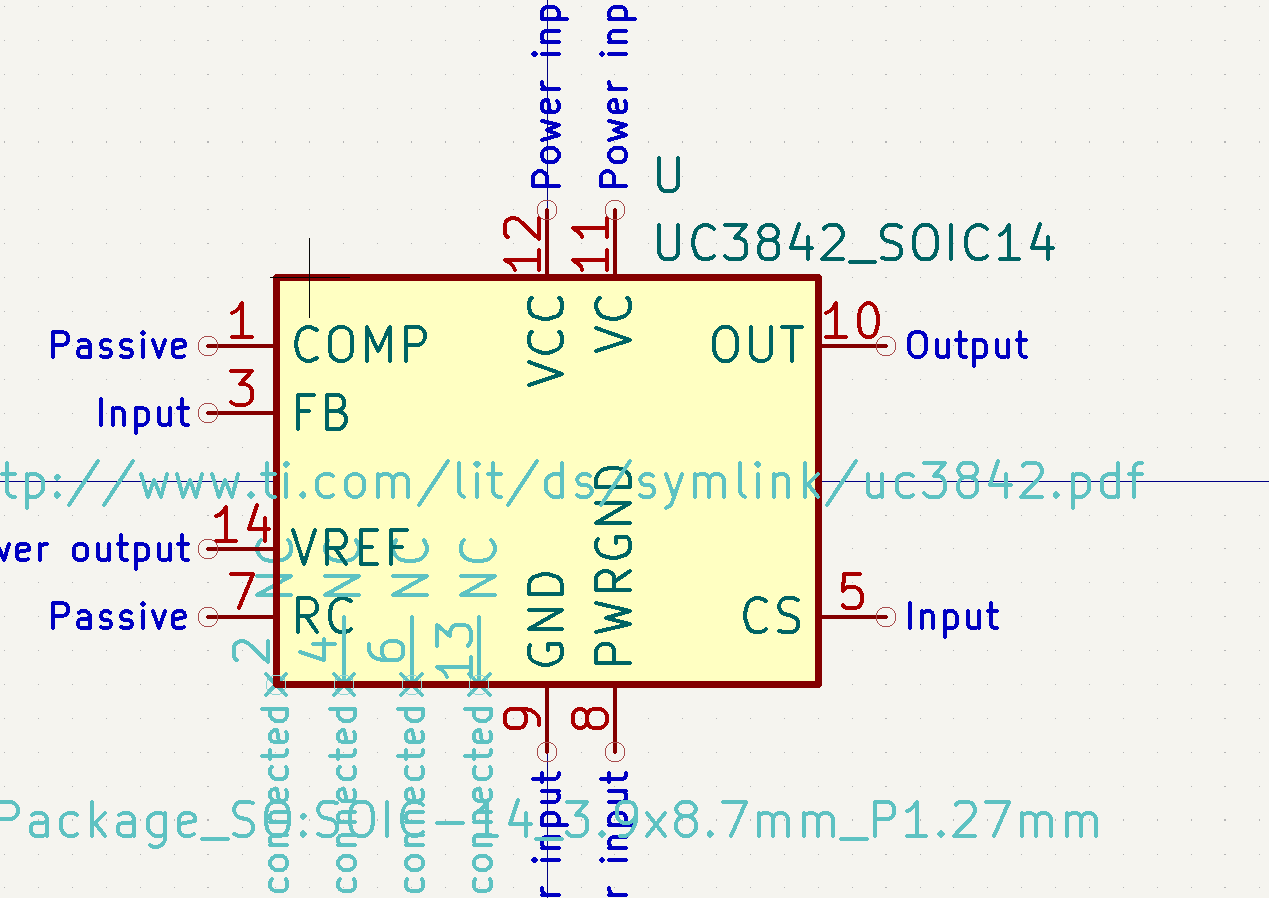 Power inp
Power inp
U
12
11
UC3842_SOIC14
1
VCC
VC
10
Passive
COMP
OUT
Output
3
Input
FB
tp://www.ti.com/lit/ds/symlink/uc3842.pdf
14
PWRGND
ver output
VREF
NC
NC
NC
NC
7
GND
5
Passive
RC
CS
Input
2
4
6
13
9
8
connected
connected
connected
connected
r input
r input
Package_SO:SOIC-14_3.9x8.7mm_P1.27mm